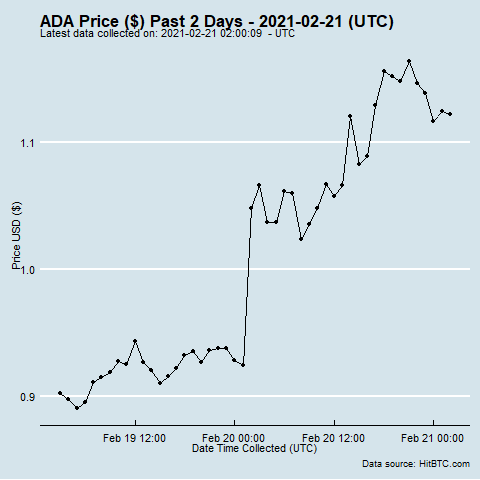 ADA Price ($) Past 2 Days - 2021-02-21 (UTC)
Latest data collected on: 2021-02-21 02:00:09 - UTC
Price USD ($)
1.1
1.0
0.9
Feb 19 12:00
Feb 20 00:00
Feb 20 12:00
Feb 21 00:00
Date Time Collected (UTC)
Data source: HitBTC.com